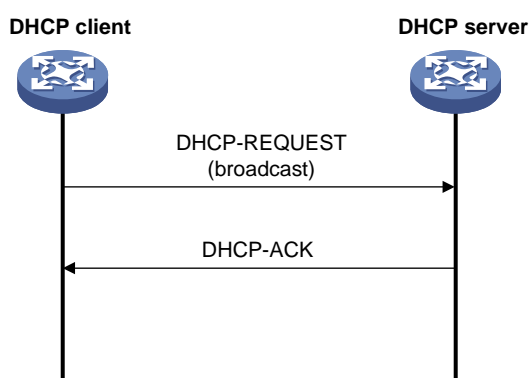 DHCP client
DHCP server
DHCP-REQUEST
(broadcast)
DHCP-ACK